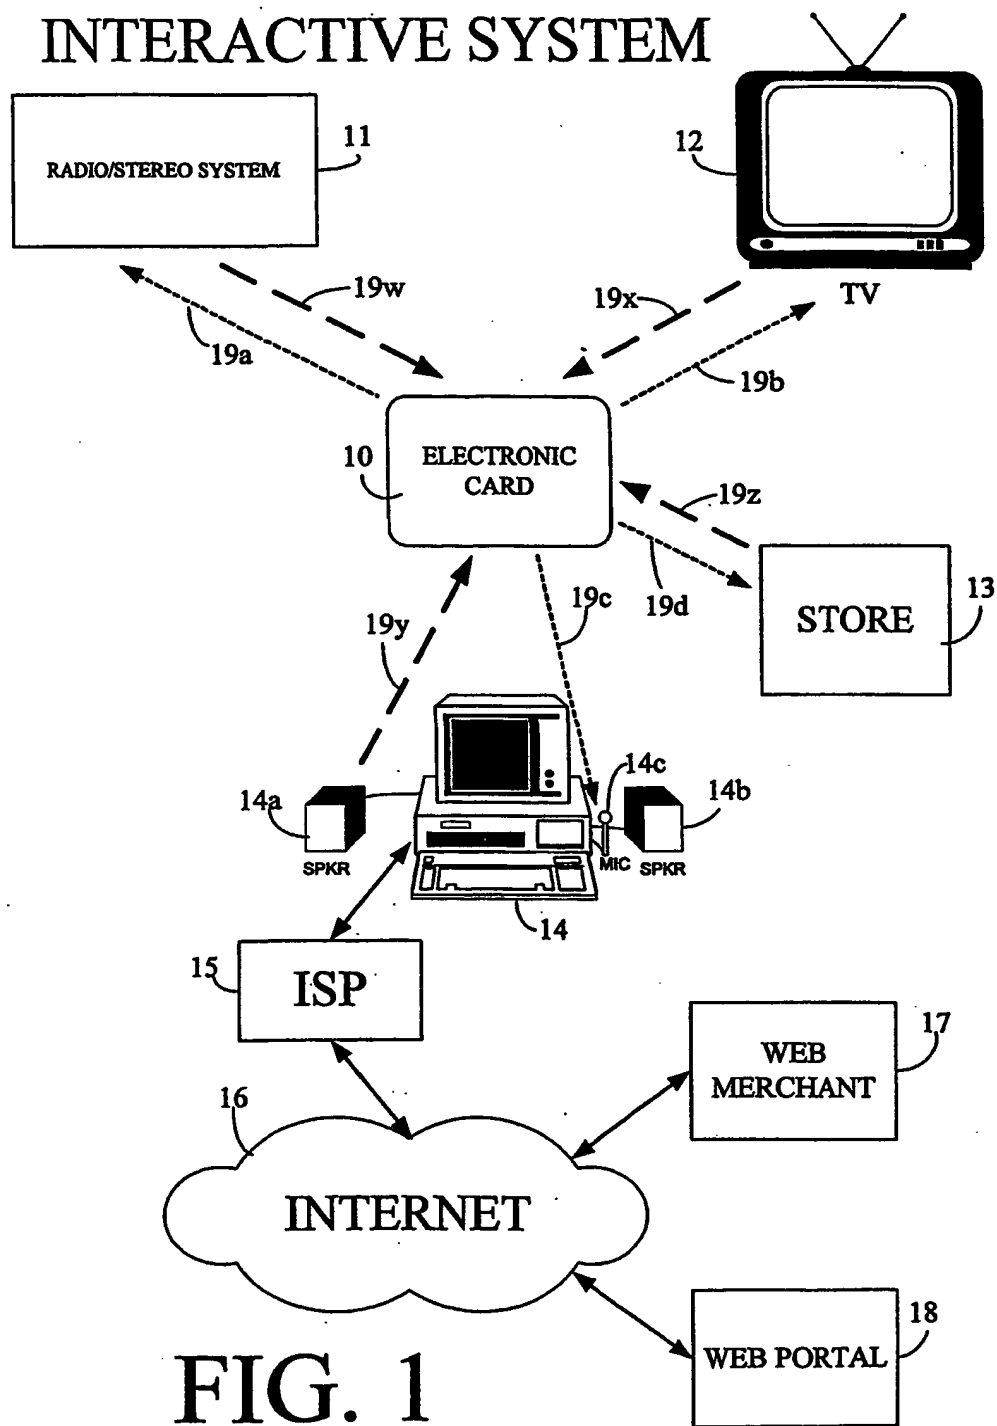 INTERACTIVE SYSTEM
12
11
RADIO/STEREO SYSTEM
19w
19x
TV
19a
19b
10
ELECTRONIC
CARD
19z
19c
19d
13
STORE
19y
14c
14a
14b
SPKR
MIC
SPKR
14
15
ISP
17
WEB
MERCHANT
16
INTERNET
18
WEB PORTAL
FIG. 1